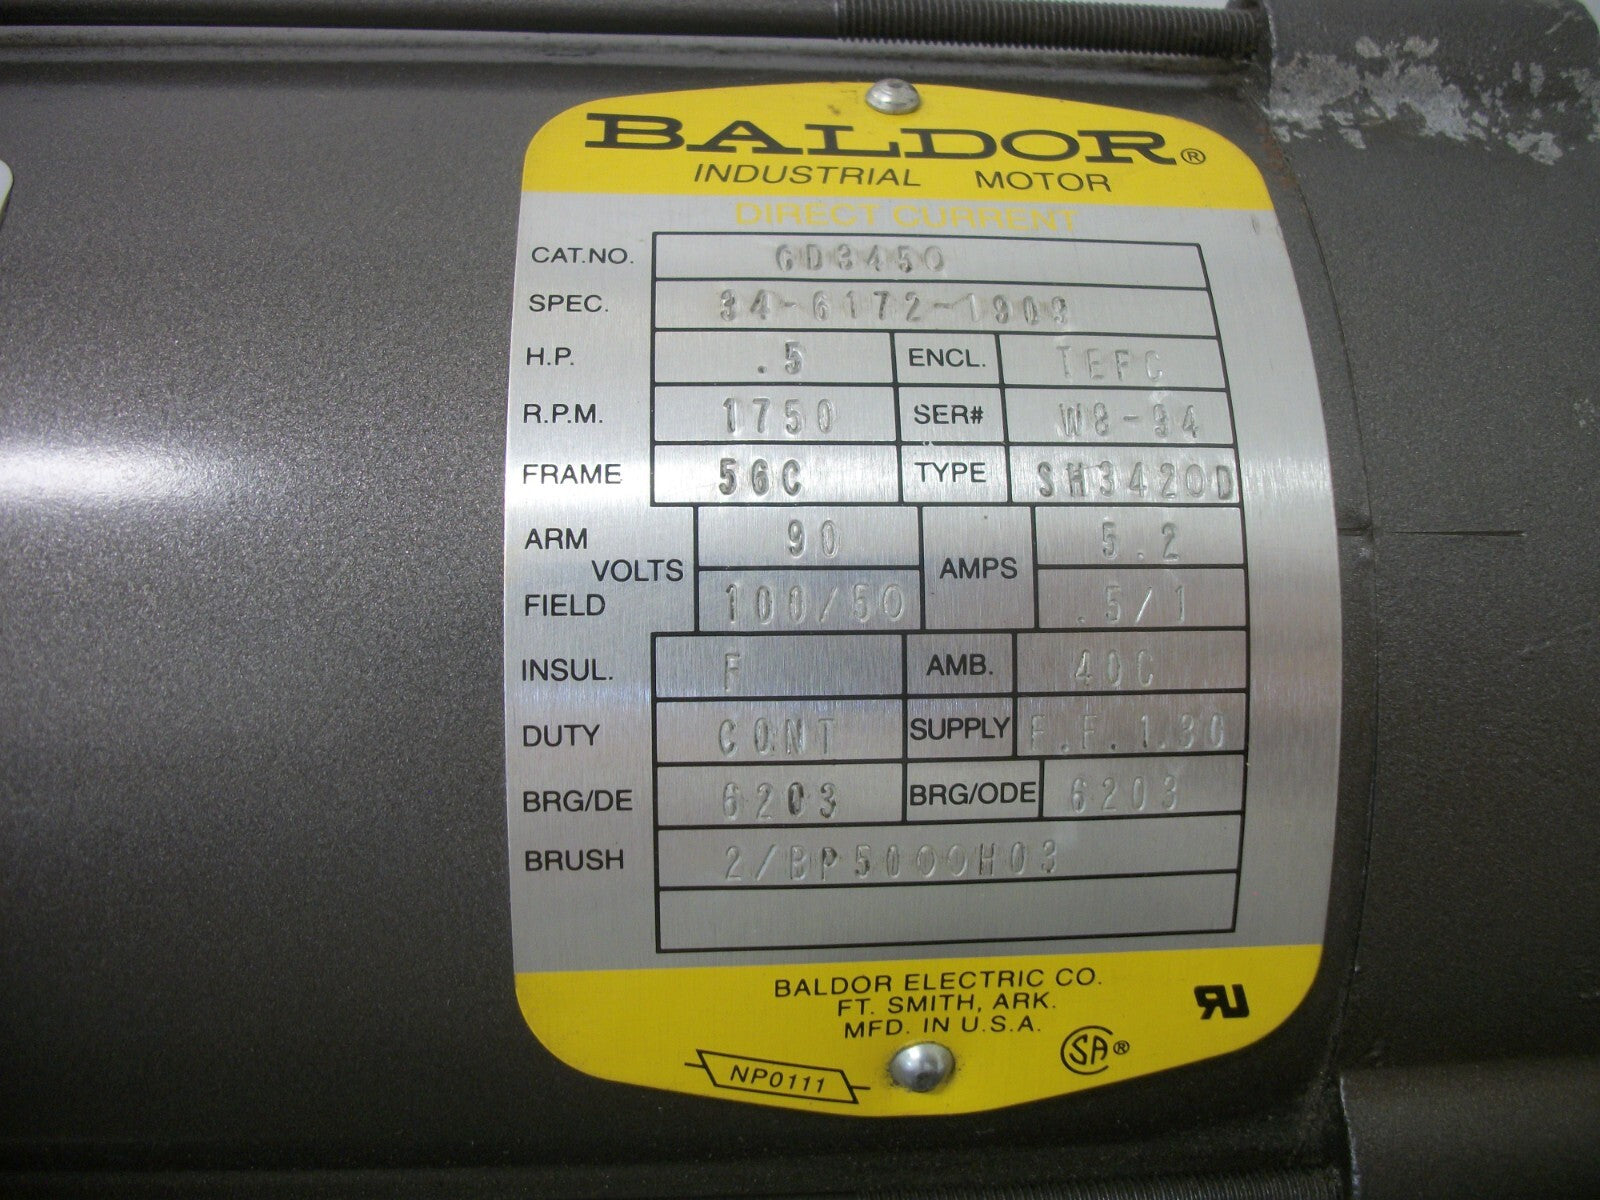 BALDOR®
INDUSTRIAL MOTOR
DIRECT CURRENT
CAT.NO. CD3450
SPEC. 34-6172-1903
H.P. .5 ENCL. TEFC
R.P.M. 1750 SER# W8-94
FRAME 56C TYPE SH3420D
ARM VOLTS 90 AMPS 5.2
FIELD 100/50 .5/1
INSUL. F AMB. 40C
DUTY CONT SUPPLY F.F.1.30
BRG/DE 6203 BRG/ODE 6203
BRUSH 2/BP5000H03
BALDOR ELECTRIC CO.
FT. SMITH, ARK.
MFD. IN U.S.A.
NP0111 SA® RU